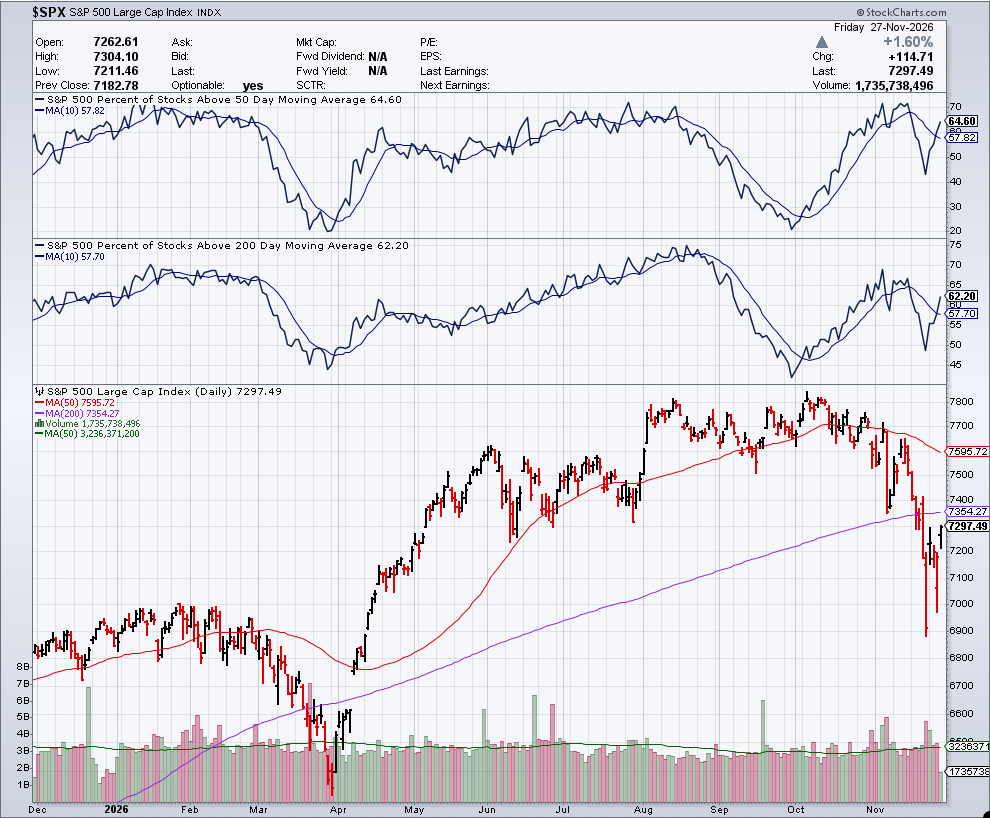 $SPX S&P 500 Large Cap Index INDX
© StockCharts.com
Friday 27-Nov-2026
Open: 7262.61 Ask: Mkt Cap: P/E: +1.60%
High: 7304.10 Bid: Fwd Dividend: N/A EPS: Chg: +114.71
Low: 7211.46 Last: Fwd Yield: N/A Last Earnings: Last: 7297.49
Prev Close: 7182.78 Optionable: yes SCTR: Next Earnings: Volume: 1,735,738,496
S&P 500 Percent of Stocks Above 50 Day Moving Average 64.60
MA(10) 57.82
70
64.60
60
57.82
50
40
30
20
S&P 500 Percent of Stocks Above 200 Day Moving Average 62.20
MA(10) 57.70
75
70
65
62.20
60
57.70
55
50
45
S&P 500 Large Cap Index (Daily) 7297.49
MA(50) 7595.72
MA(200) 7354.27
Volume 1,735,738,496
MA(50) 3,236,371,200
7800
7700
7595.72
7500
7400
7354.27
7297.49
7200
7100
7000
6900
6800
6700
6600
3236371
1735738
8B
7B
6B
5B
4B
3B
2B
1B
Dec 2026 Feb Mar Apr May Jun Jul Aug Sep Oct Nov